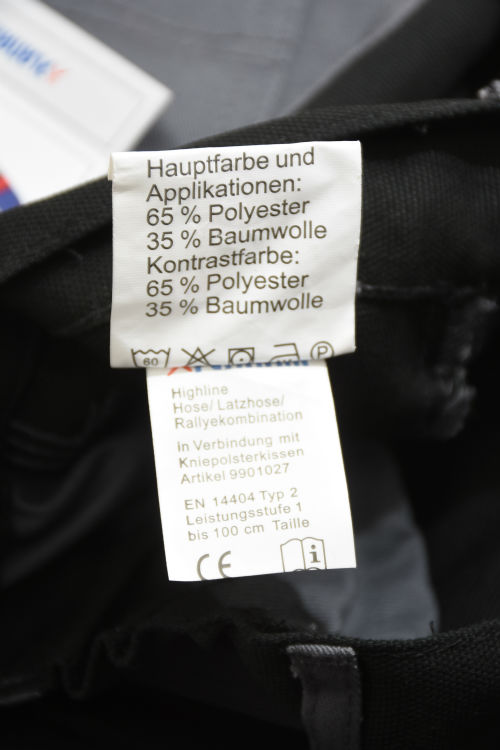 Hauptfarbe und
Applikationen:
65 % Polyester
35 % Baumwolle
Kontrastfarbe:
65 % Polyester
35 % Baumwolle
60
P
Highline
Hose/ Latzhose/
Rallyekombination
in Verbindung mit
Kniepolsterkissen
Artikel 9901027
EN 14404 Typ 2
Leistungsstufe 1
bis 100 cm Taille
CE i